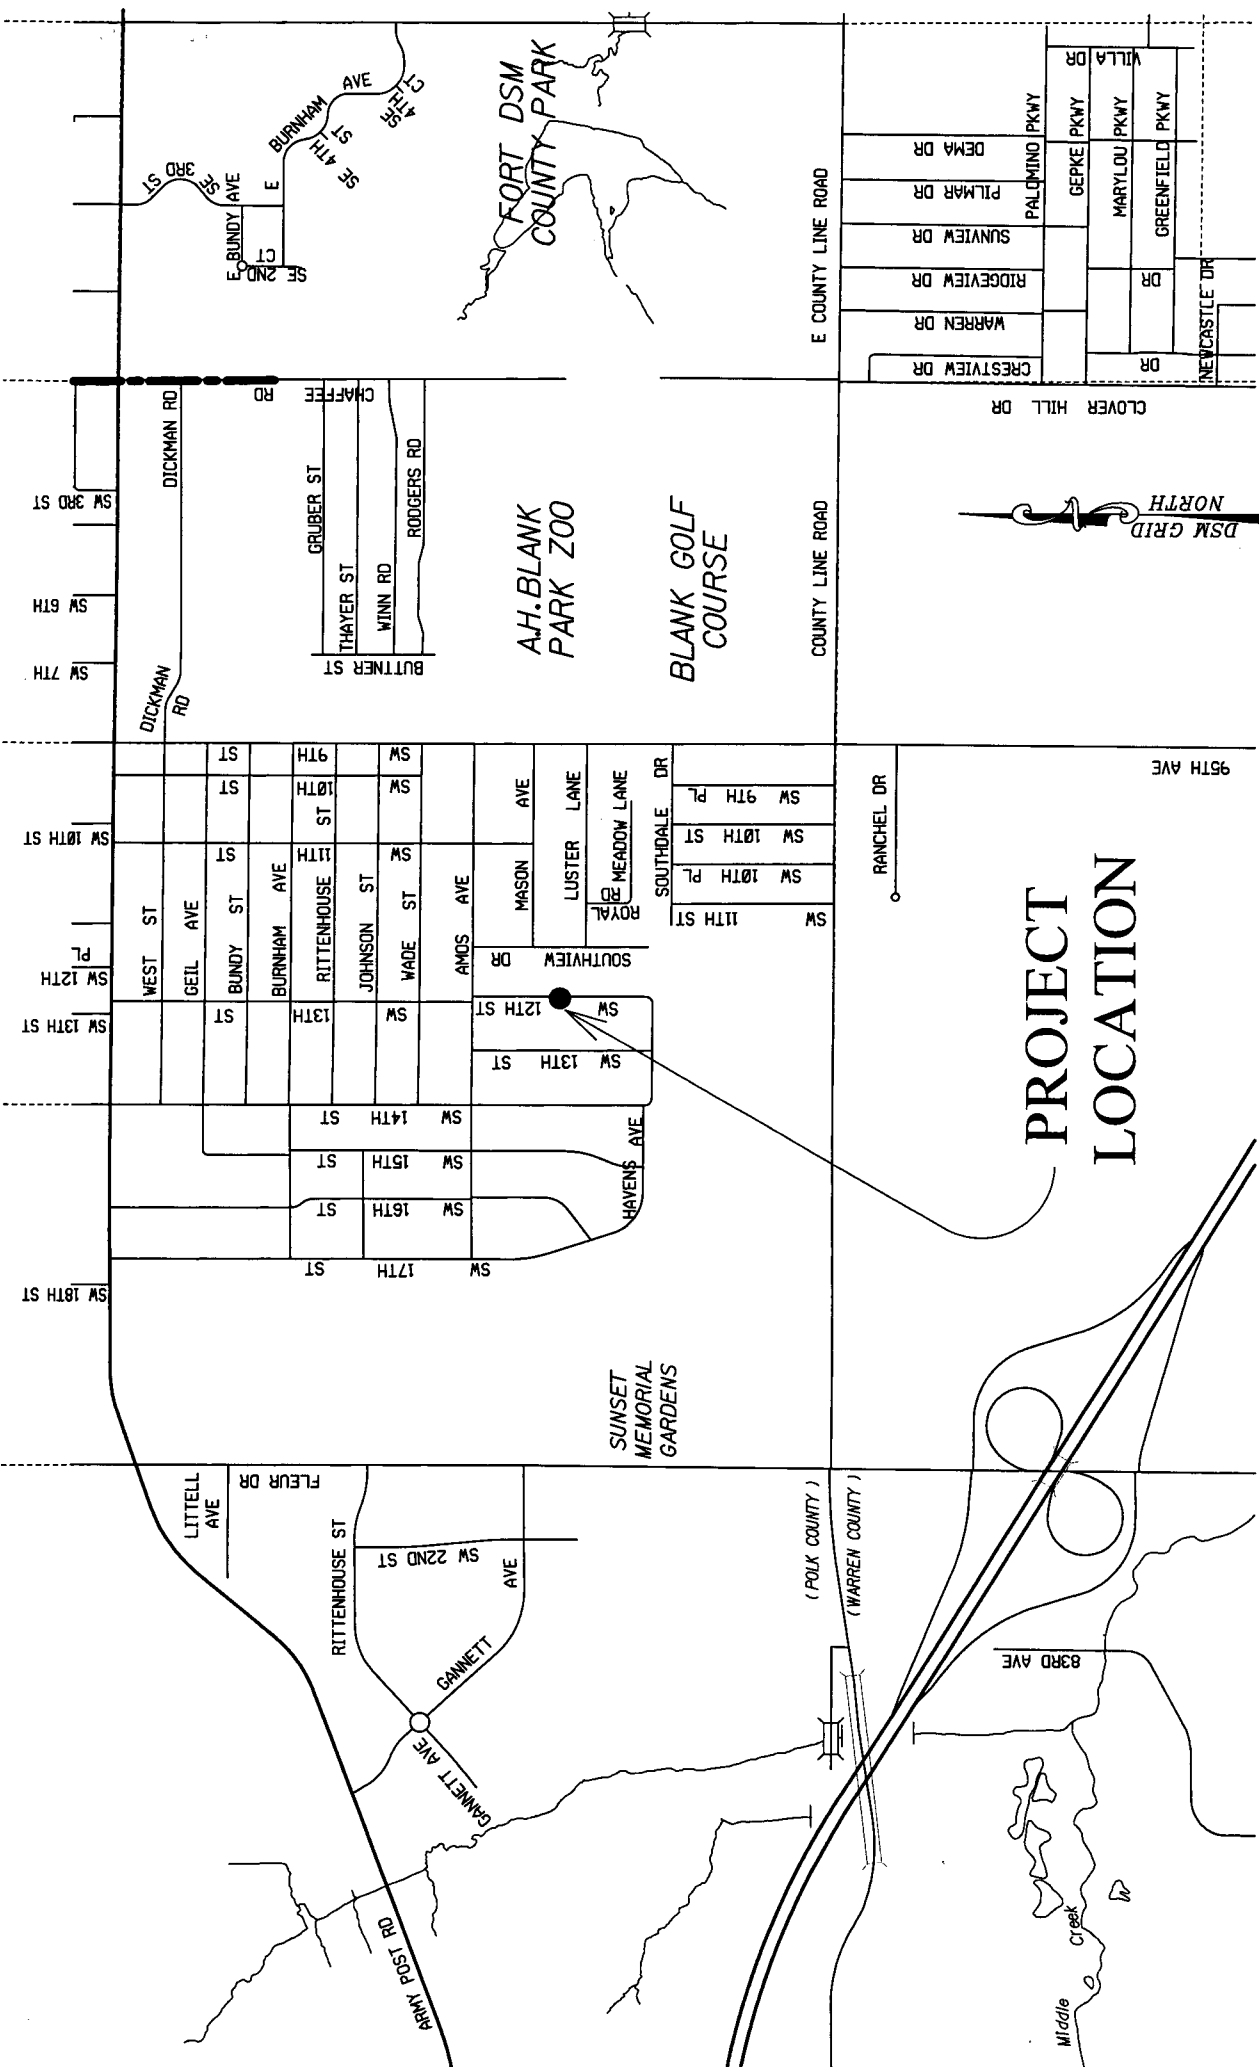 SE 3RD ST
E BUNDY AVE
SE 2ND CT
E BURNHAM AVE
SE 4TH ST
SE 4TH CT
FORT DSM
COUNTY PARK
E COUNTY LINE ROAD
VILLA DR
DEMA DR
PILMAR DR
SUNVIEW DR
RIDGEVIEW DR
DR
WARREN DR
CRESTVIEW DR
DR
PALOMINO PKWY
GEPKE PKWY
MARYLOU PKWY
GREENFIELD PKWY
NEWCASTLE DR
CLOVER HILL DR
CHAFFEE RD
SW 3RD ST
DICKMAN RD
GRUBER ST
THAYER ST
WINN RD
RODGERS RD
BUTTNER ST
SW 6TH
SW 7TH
DICKMAN
RD
A.H.BLANK
PARK ZOO
BLANK GOLF
COURSE
COUNTY LINE ROAD
DSM GRID
NORTH
SW 9TH ST
SW 10TH ST
SW 11TH ST
SW 10TH ST
95TH AVE
RANCHEL DR
MASON AVE
LUSTER LANE
MEADOW LANE
ROYAL RD
SOUTHDALE DR
SW 9TH PL
SW 10TH ST
SW 10TH PL
SW 11TH ST
SOUTHVIEW DR
WEST ST
GEIL AVE
BUNDY ST
BURNHAM AVE
RITTENHOUSE ST
JOHNSON ST
WADE ST
AMOS AVE
SW 12TH PL
SW 13TH ST
SW 13TH ST
SW 12TH ST
SW 13TH ST
PROJECT
LOCATION
SW 14TH ST
SW 15TH ST
SW 16TH ST
SW 17TH ST
HAVENS AVE
SW 18TH ST
SUNSET
MEMORIAL
GARDENS
LITTELL
AVE
FLEUR DR
RITTENHOUSE ST
SW 22ND ST
GANNETT AVE
GANNETT AVE
( POLK COUNTY )
(WARREN COUNTY )
83RD AVE
ARMY POST RD
Middle Creek